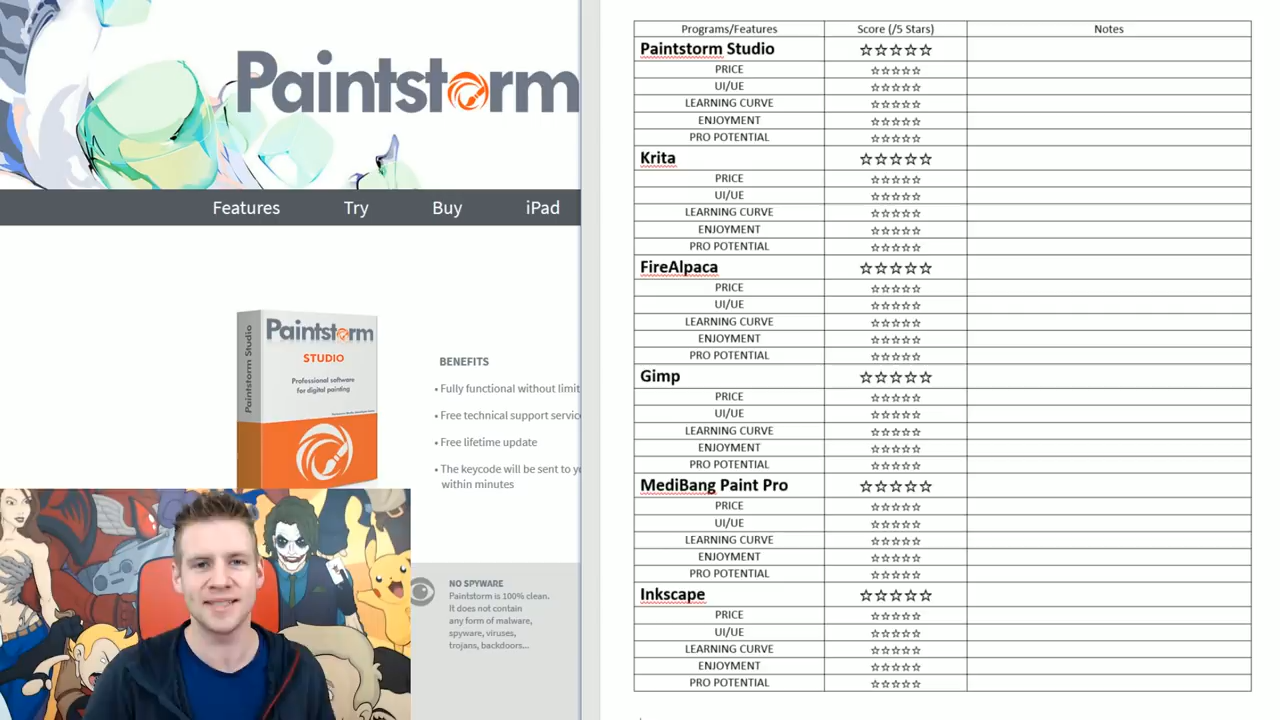 Paintstorm
Features Try Buy iPad
Paintstorm Studio
Paintstorm
STUDIO
Professional software
for digital painting
BENEFITS
• Fully functional without limit
• Free technical support servic
• Free lifetime update
• The keycode will be sent to yo
within minutes
NO SPYWARE
Paintstorm is 100% clean.
It does not contain
any form of malware,
spyware, viruses,
trojans, backdoors...
Programs/Features Score (/5 Stars) Notes
Paintstorm Studio ☆☆☆☆☆
PRICE ☆☆☆☆☆
UI/UE ☆☆☆☆☆
LEARNING CURVE ☆☆☆☆☆
ENJOYMENT ☆☆☆☆☆
PRO POTENTIAL ☆☆☆☆☆
Krita ☆☆☆☆☆
PRICE ☆☆☆☆☆
UI/UE ☆☆☆☆☆
LEARNING CURVE ☆☆☆☆☆
ENJOYMENT ☆☆☆☆☆
PRO POTENTIAL ☆☆☆☆☆
FireAlpaca ☆☆☆☆☆
PRICE ☆☆☆☆☆
UI/UE ☆☆☆☆☆
LEARNING CURVE ☆☆☆☆☆
ENJOYMENT ☆☆☆☆☆
PRO POTENTIAL ☆☆☆☆☆
Gimp ☆☆☆☆☆
PRICE ☆☆☆☆☆
UI/UE ☆☆☆☆☆
LEARNING CURVE ☆☆☆☆☆
ENJOYMENT ☆☆☆☆☆
PRO POTENTIAL ☆☆☆☆☆
MediBang Paint Pro ☆☆☆☆☆
PRICE ☆☆☆☆☆
UI/UE ☆☆☆☆☆
LEARNING CURVE ☆☆☆☆☆
ENJOYMENT ☆☆☆☆☆
PRO POTENTIAL ☆☆☆☆☆
Inkscape ☆☆☆☆☆
PRICE ☆☆☆☆☆
UI/UE ☆☆☆☆☆
LEARNING CURVE ☆☆☆☆☆
ENJOYMENT ☆☆☆☆☆
PRO POTENTIAL ☆☆☆☆☆